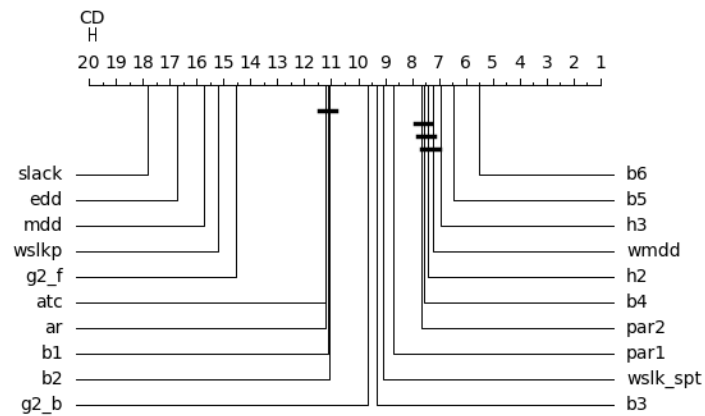 CD
20 19 18 17 16 15 14 13 12 11 10 9 8 7 6 5 4 3 2 1
slack b6
edd b5
mdd h3
wslkp wmdd
g2_f h2
atc b4
ar par2
b1 par1
b2 wslk_spt
g2_b b3